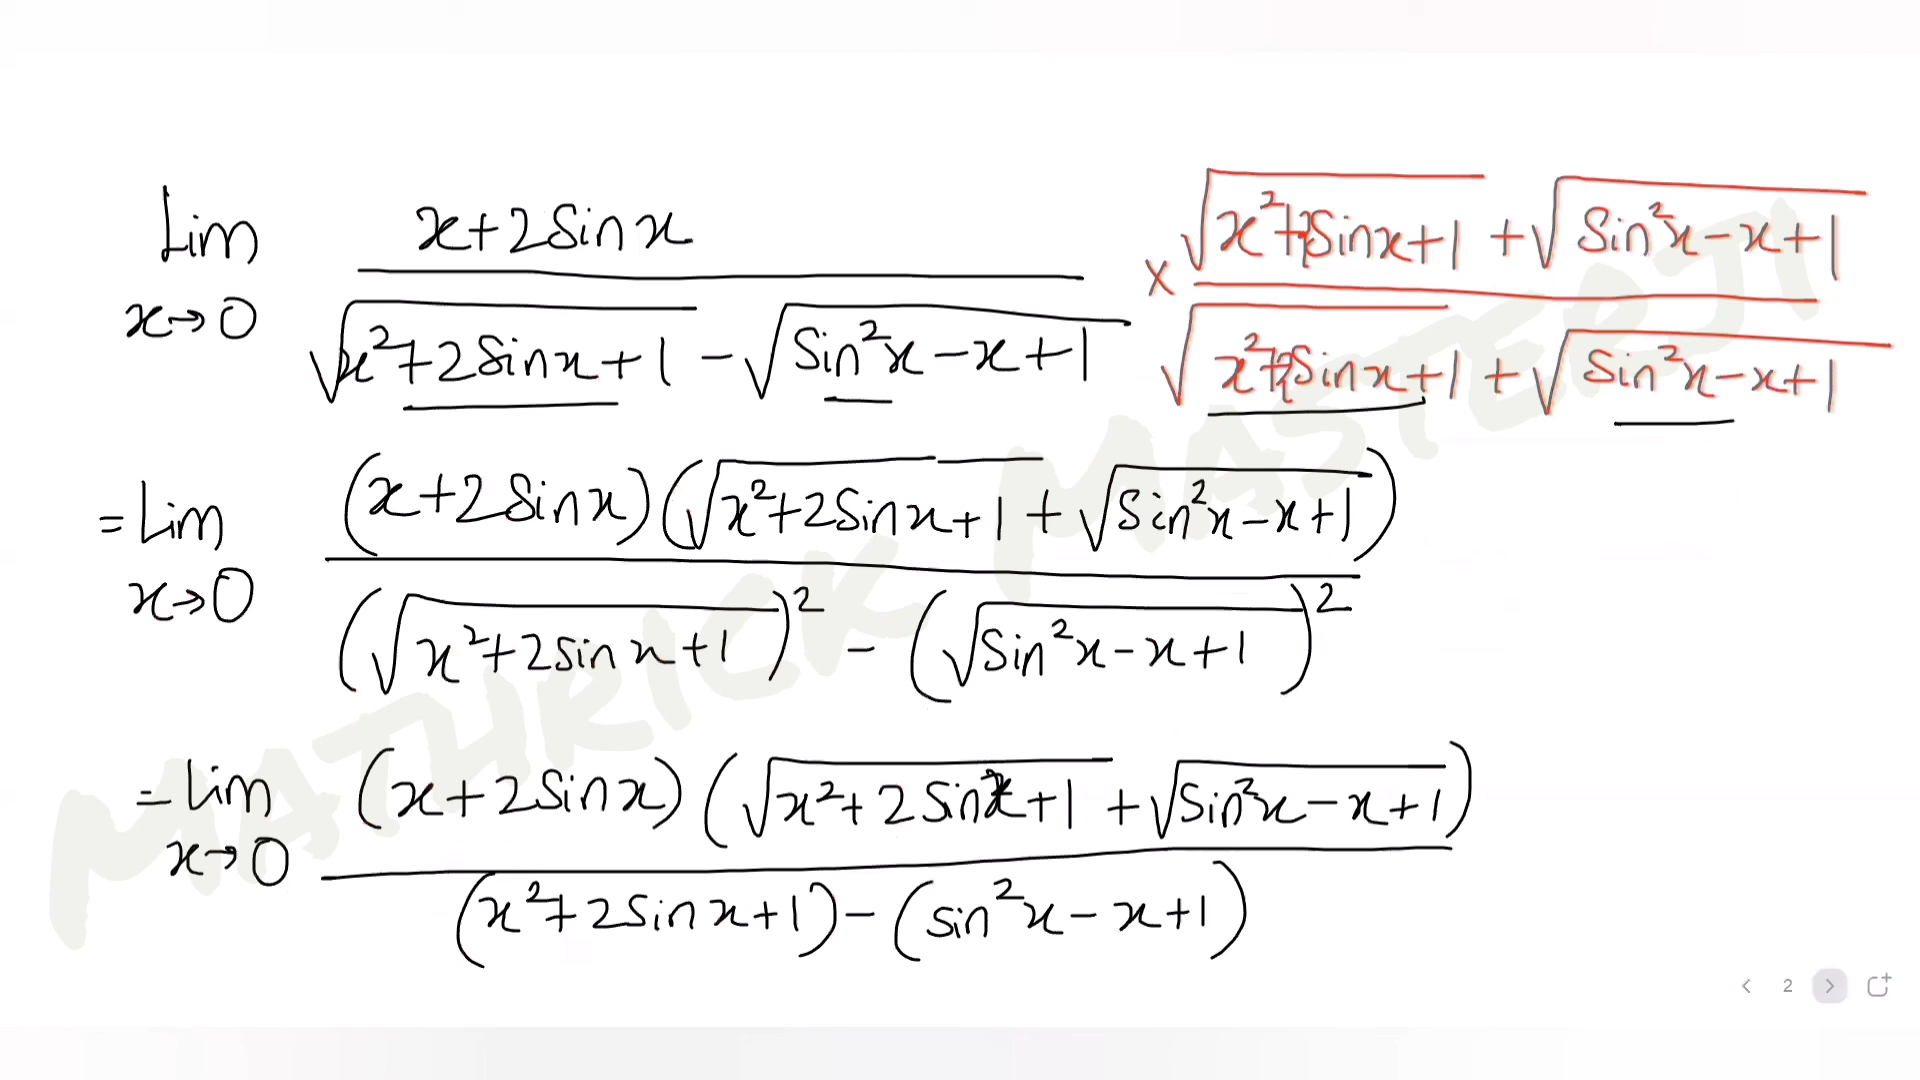 Lim x→0 (x+2Sinx)/(√(x²+2Sinx+1) − √(Sin²x−x+1)) × (√(x²+2Sinx+1) + √(Sin²x−x+1))/(√(x²+2Sinx+1) + √(Sin²x−x+1))
= Lim x→0 (x+2Sinx)(√(x²+2Sinx+1) + √(Sin²x−x+1))/((√(x²+2sinx+1))² − (√(Sin²x−x+1))²)
= Lim x→0 (x+2Sinx)(√(x²+2Sinx+1) + √(Sin²x−x+1))/((x²+2Sinx+1)−(sin²x−x+1))
MATHRICK MASTERJI
2